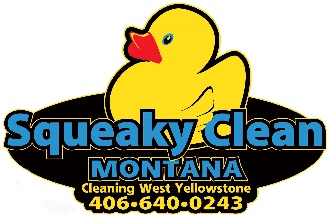 Squeaky Clean
MONTANA
Cleaning West Yellowstone
406•640•0243